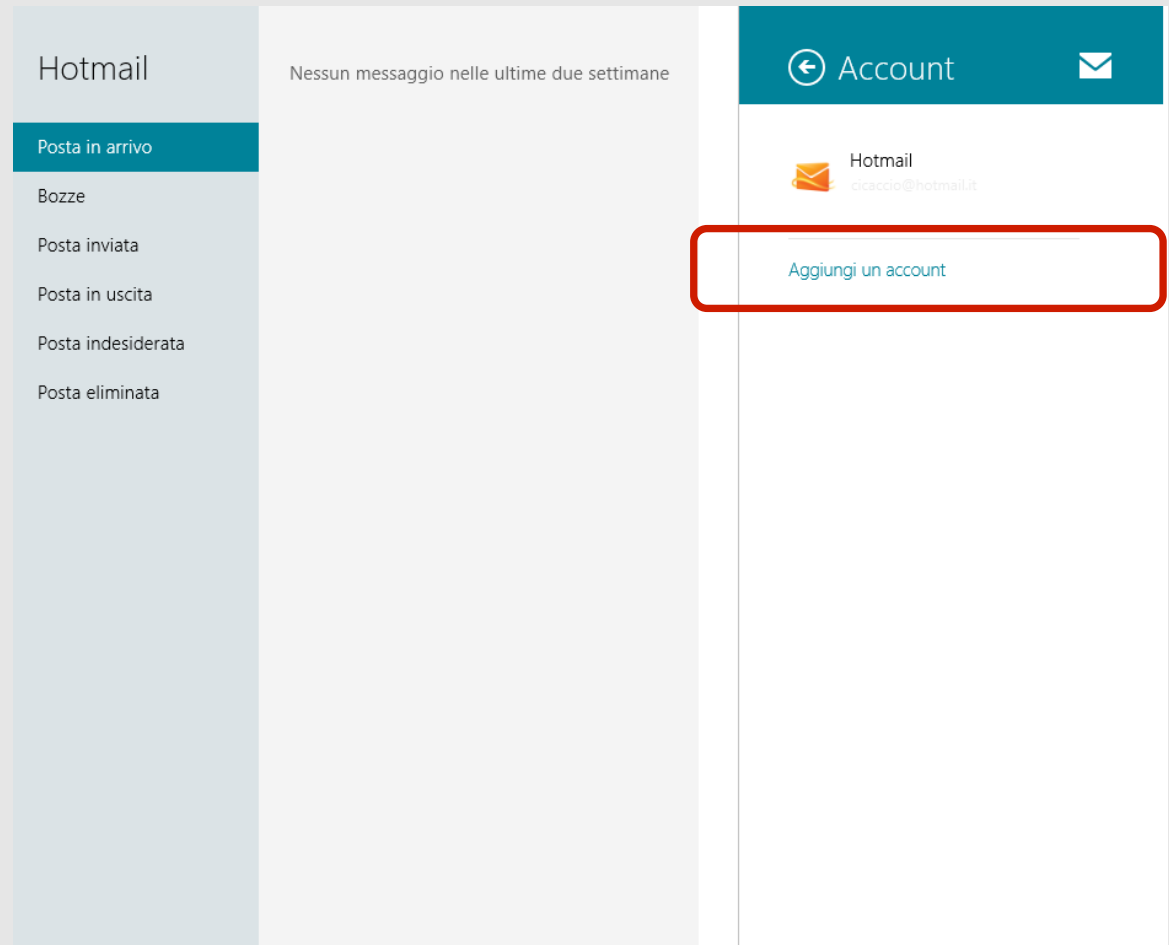 Hotmail
Posta in arrivo
Bozze
Posta inviata
Posta in uscita
Posta indesiderata
Posta eliminata
Nessun messaggio nelle ultime due settimane
Account
Hotmail
cicaccio@hotmail.it
Aggiungi un account